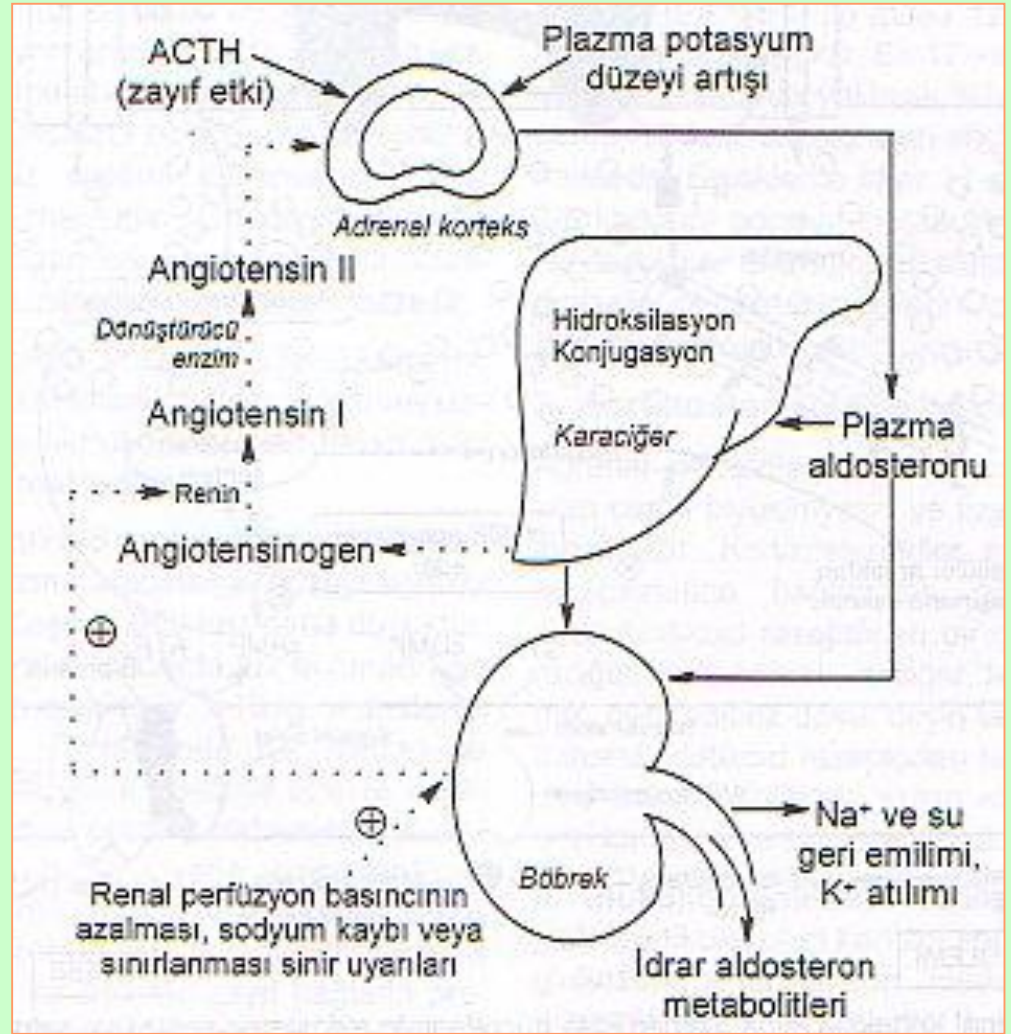 ACTH
(zayıf etki)
Plazma potasyum
düzeyi artışı
Adrenal korteks
Angiotensin II
Dönüştürücü
enzim
Angiotensin I
Renin
Angiotensinogen
Hidroksilasyon
Konjugasyon
Karaciğer
Plazma
aldosteronu
Renal perfüzyon basıncının
azalması, sodyum kaybı veya
sınırlanması sinir uyarıları
Böbrek
Na⁺ ve su
geri emilimi,
K⁺ atılımı
İdrar aldosteron
metabolitleri